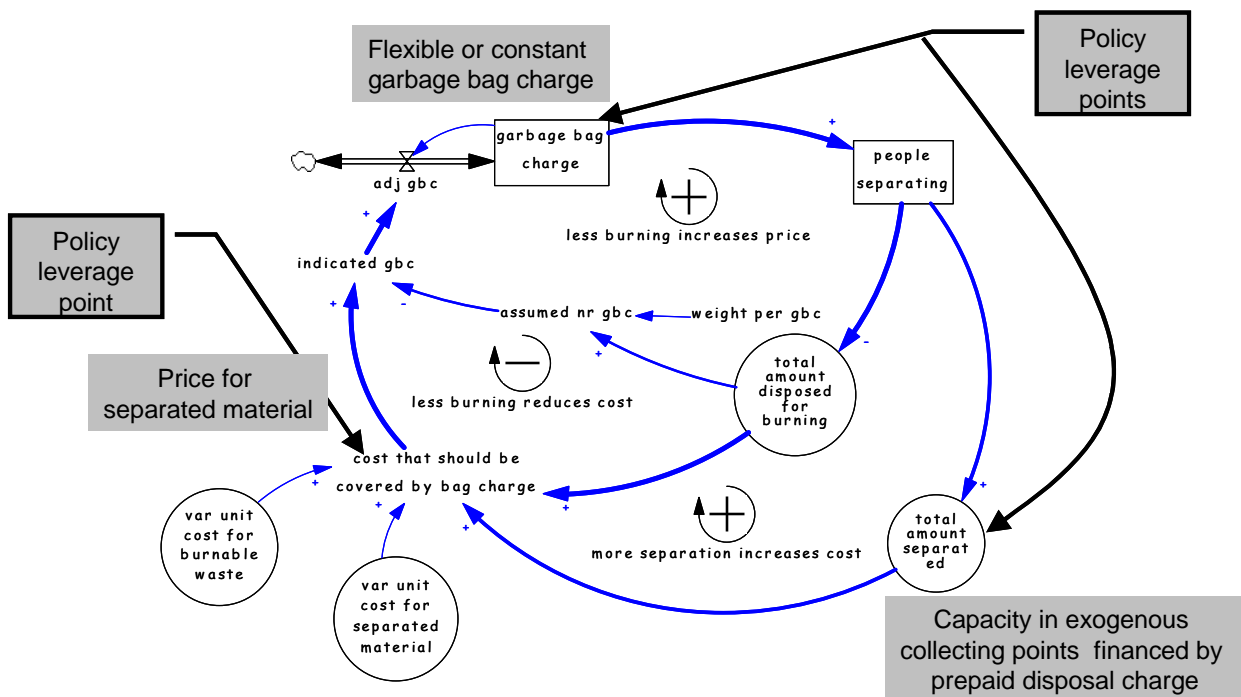 Flexible or constant
garbage bag charge
Policy
leverage
points
garbage bag
charge
+
people
separating
adj gbc
+
less burning increases price
Policy
leverage
point
+
indicated gbc
+
-
assumed nr gbc
weight per gbc
+
-
total
amount
disposed
for
burning
−
less burning reduces cost
Price for
separated material
cost that should be
covered by bag charge
+
+
+
+
+
more separation increases cost
+
var unit
cost for
burnable
waste
var unit
cost for
separated
material
total
amount
separat
ed
Capacity in exogenous
collecting points financed by
prepaid disposal charge